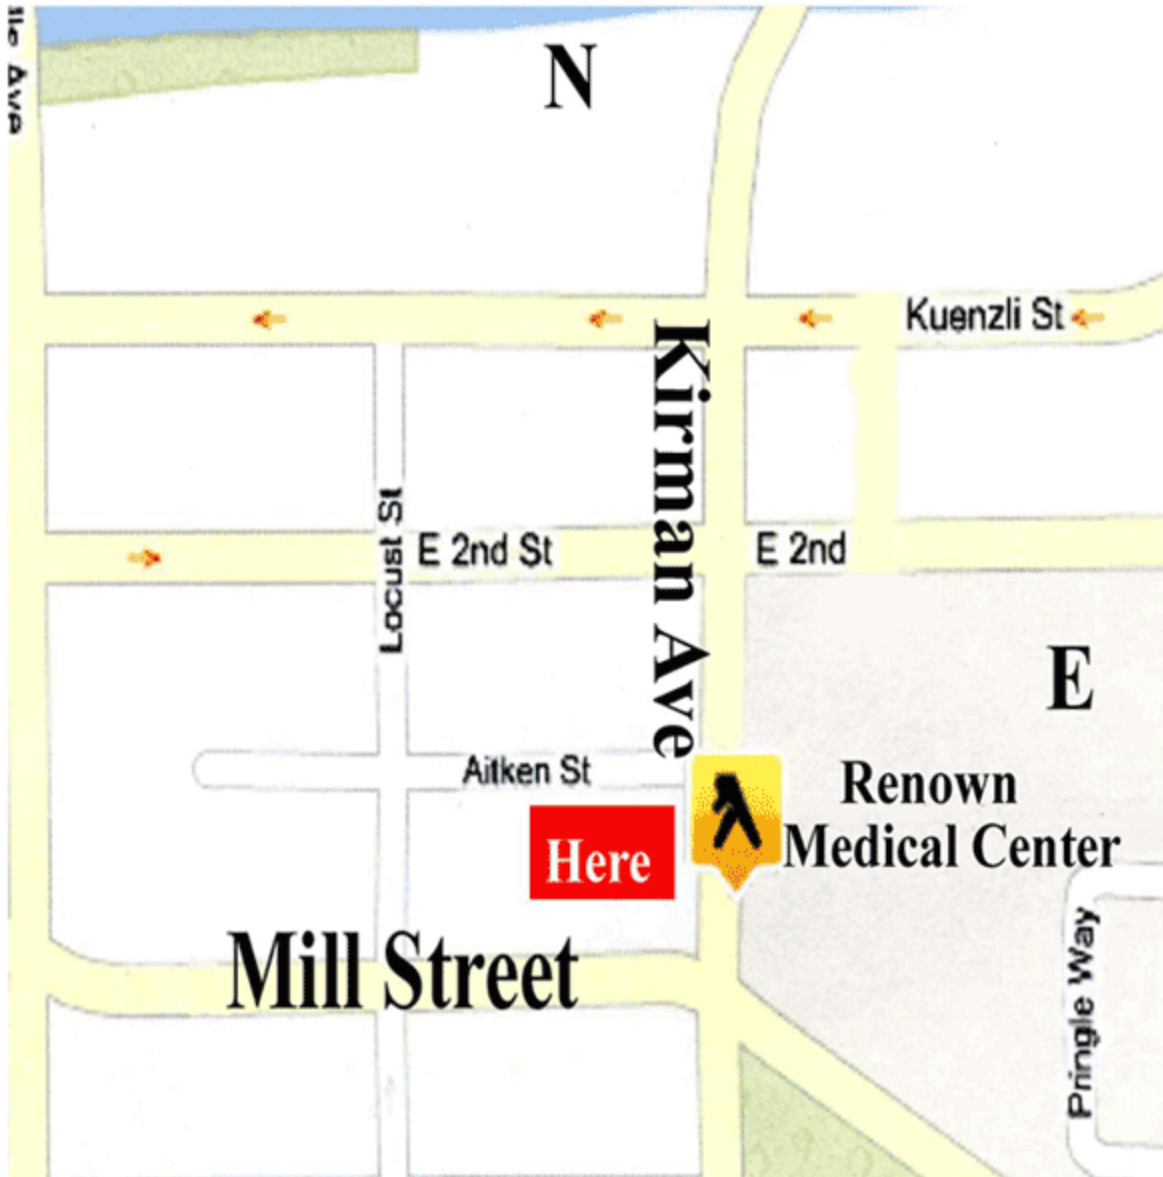 N
Kuenzli St
Kirman Ave
Locust St
E 2nd St
E 2nd
E
Aitken St
Renown
Medical Center
Here
Mill Street
Pringle Way
Ave